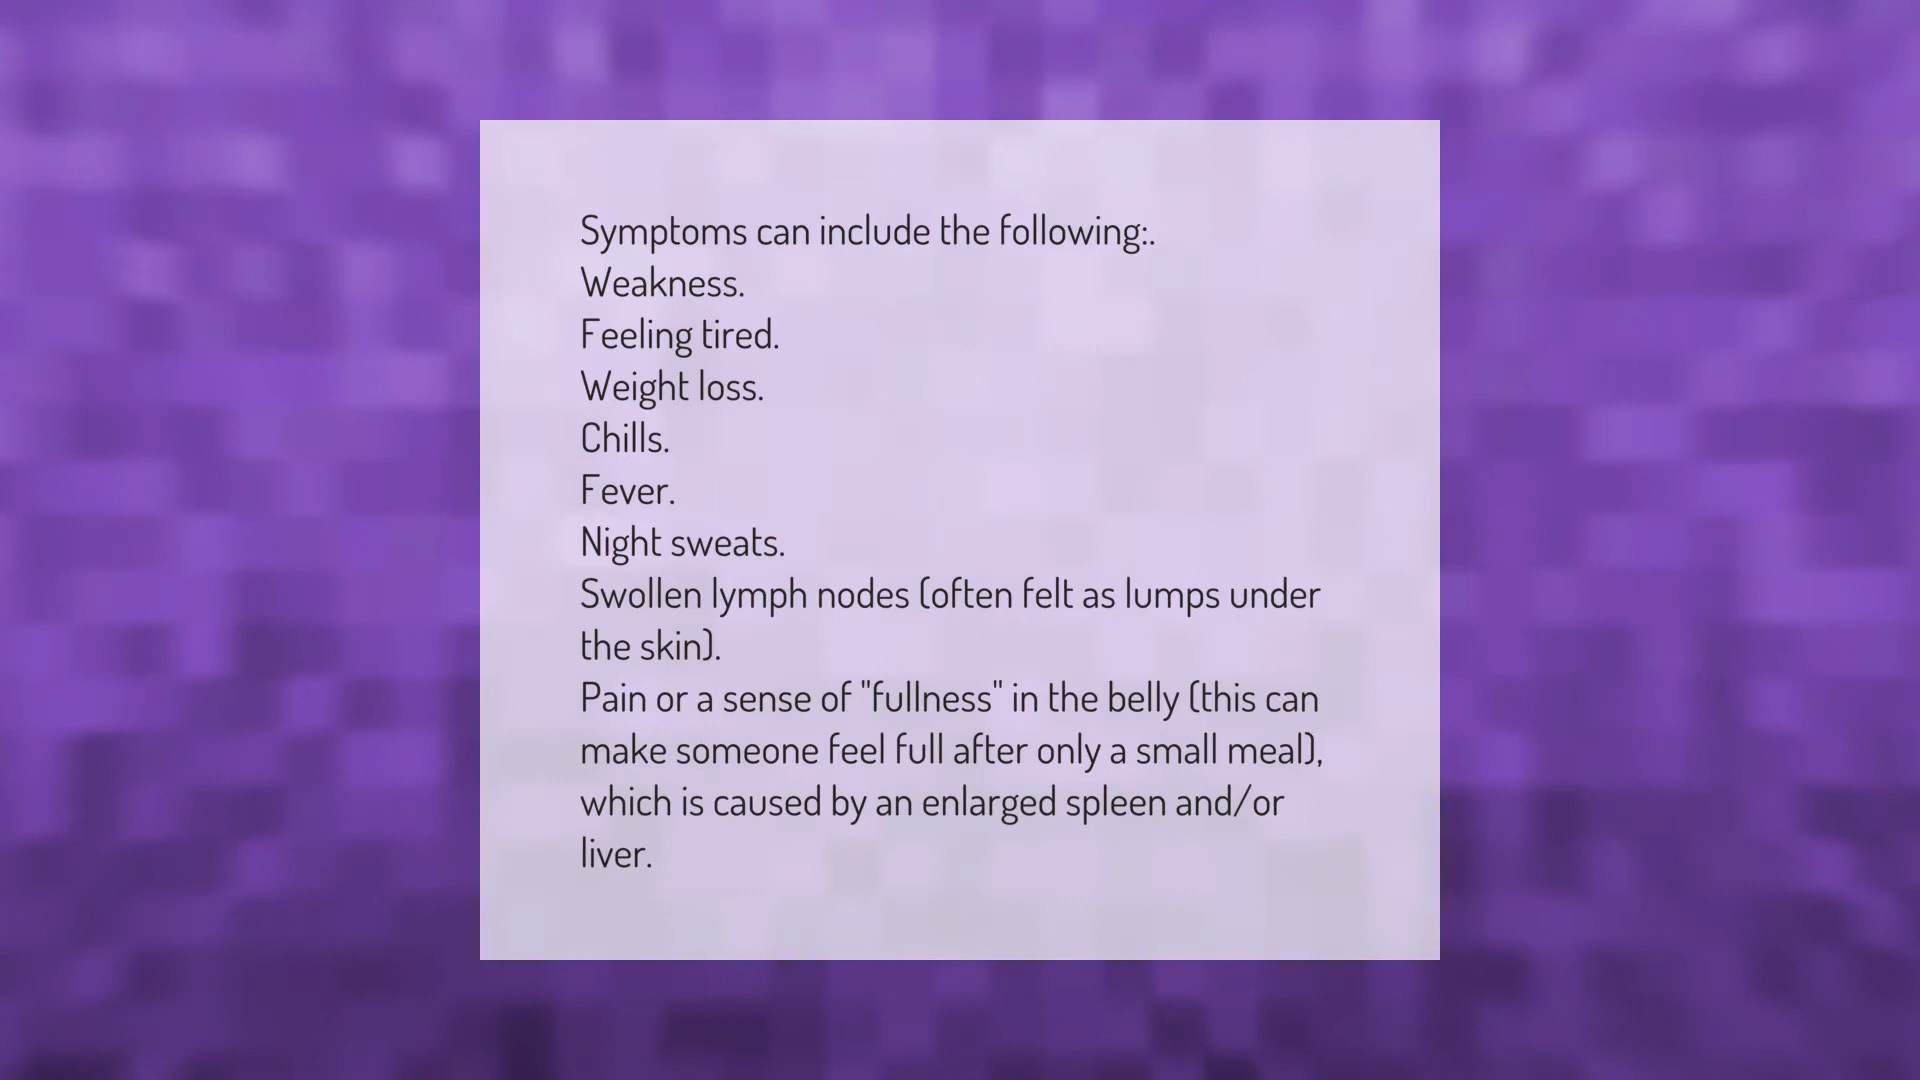 Symptoms can include the following:.
Weakness.
Feeling tired.
Weight loss.
Chills.
Fever.
Night sweats.
Swollen lymph nodes (often felt as lumps under
the skin).
Pain or a sense of "fullness" in the belly (this can
make someone feel full after only a small meal),
which is caused by an enlarged spleen and/or
liver.